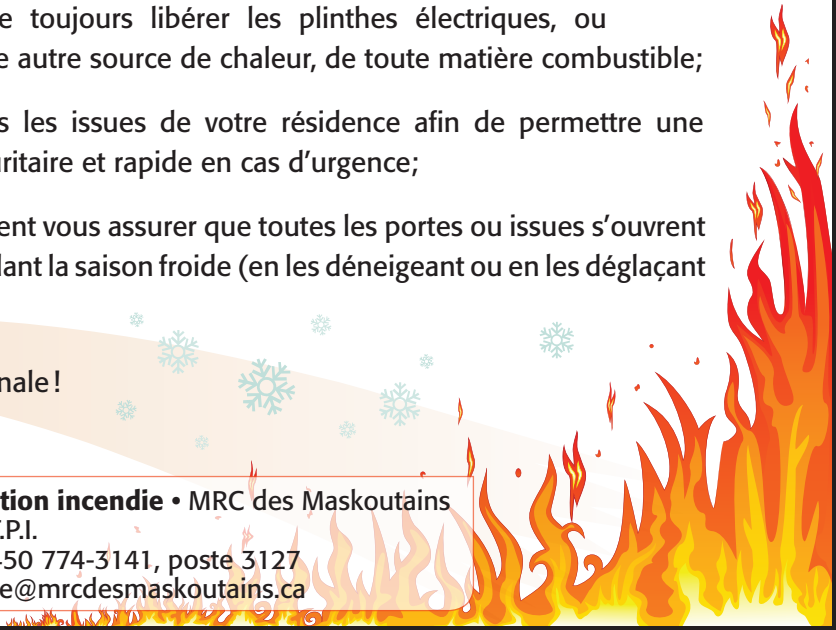 e toujours libérer les plinthes électriques, ou
e autre source de chaleur, de toute matière combustible;
s les issues de votre résidence afin de permettre une
uritaire et rapide en cas d'urgence;
ent vous assurer que toutes les portes ou issues s'ouvrent
dant la saison froide (en les déneigeant ou en les déglaçant
nale !
tion incendie • MRC des Maskoutains
.P.I.
50 774-3141, poste 3127
e@mrcdesmaskoutains.ca